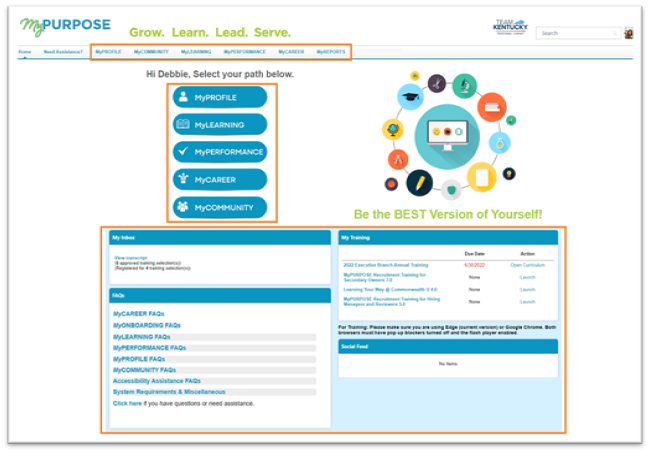 MyPURPOSE
Grow. Learn. Lead. Serve.
TEAM
KENTUCKY
Search
Home Need Assistance? MyPROFILE MyCOMMUNITY MyLEARNING MyPERFORMANCE MyCAREER MyREPORTS
Hi Debbie, Select your path below.
MyPROFILE
MyLEARNING
MyPERFORMANCE
MyCAREER
MyCOMMUNITY
Be the BEST Version of Yourself!
My Inbox
View transcript
approved training selection(s)
(Registered for 4 training selection(s))
FAQs
MyCAREER FAQs
MyONBOARDING FAQs
MyLEARNING FAQs
MyPERFORMANCE FAQs
MyPROFILE FAQs
MyCOMMUNITY FAQs
Accessibility Assistance FAQs
System Requirements & Miscellaneous
Click here if you have questions or need assistance.
My Training
Due Date Action
2022 Executive Branch Annual Training 6/30/2022 Open Curriculum
MyPURPOSE Recruitment Training for Secondary Owners 7.0 None Launch
Learning Your Way @ Commonwealth U 4.0 None Launch
MyPURPOSE Recruitment Training for Hiring Managers and Reviewers 5.0 None Launch
For Training: Please make sure you are using Edge (current version) or Google Chrome. Both
browsers must have pop up blockers turned off and the flash player enabled.
Social Feed
No items.